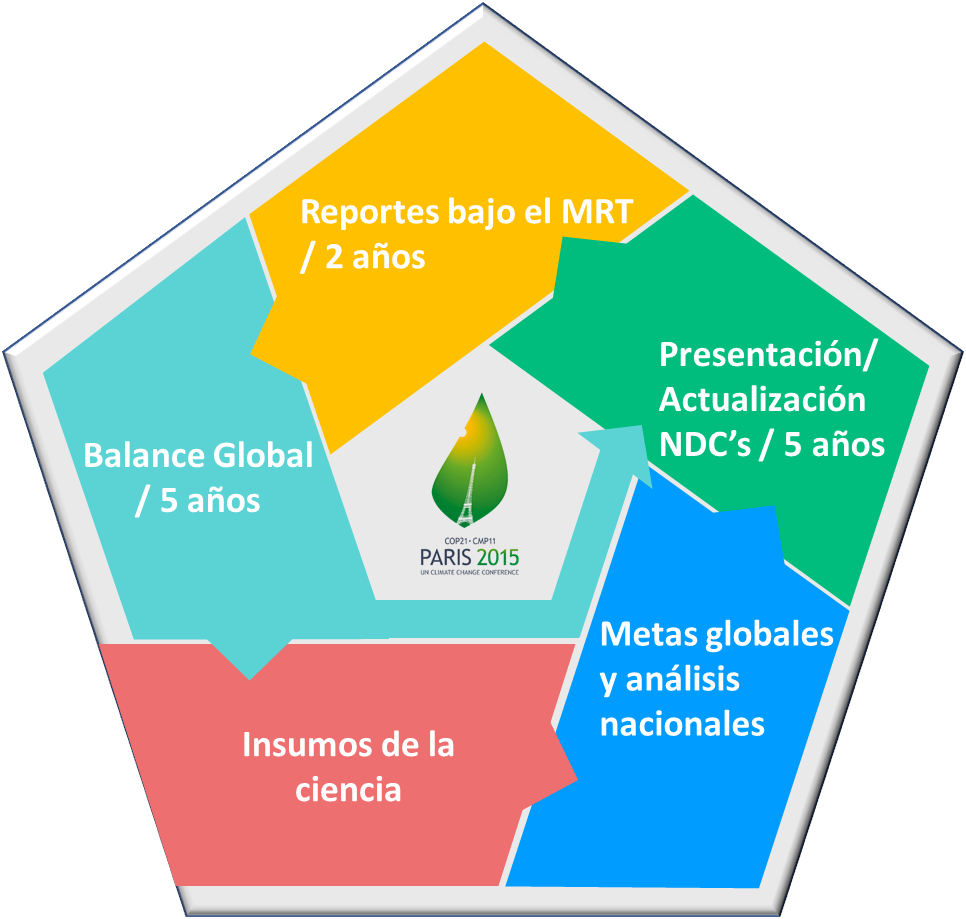 Reportes bajo el MRT
/ 2 años
Presentación/
Actualización
NDC’s / 5 años
Balance Global
/ 5 años
COP21 · CMP11
PARIS 2015
UN CLIMATE CHANGE CONFERENCE
Metas globales
y análisis
nacionales
Insumos de la
ciencia